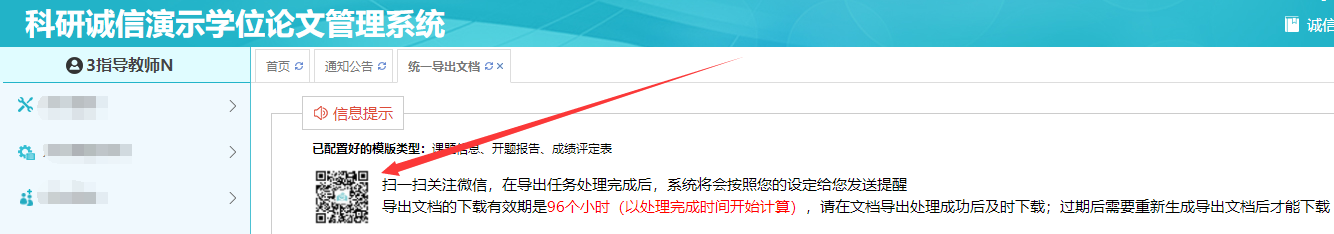 科研诚信演示学位论文管理系统
诚信
3指导教师N
首页 通知公告 统一导出文档
信息提示
已配置好的模版类型：课题信息、开题报告、成绩评定表
扫一扫关注微信，在导出任务处理完成后，系统将会按照您的设定给您发送提醒
导出文档的下载有效期是96个小时（以处理完成时间开始计算），请在文档导出处理成功后及时下载；过期后需要重新生成导出文档后才能下载